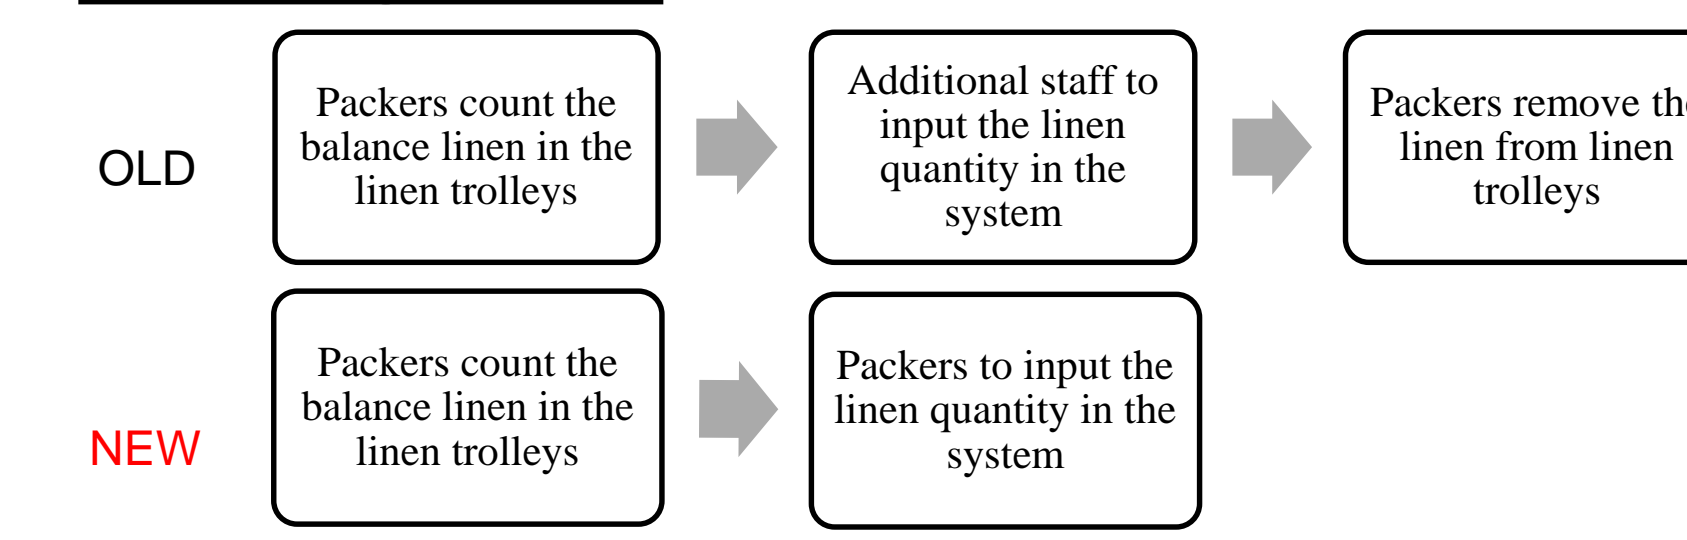 OLD
Packers count the
balance linen in the
linen trolleys
Additional staff to
input the linen
quantity in the
system
Packers remove the
linen from linen
trolleys
NEW
Packers count the
balance linen in the
linen trolleys
Packers to input the
linen quantity in the
system